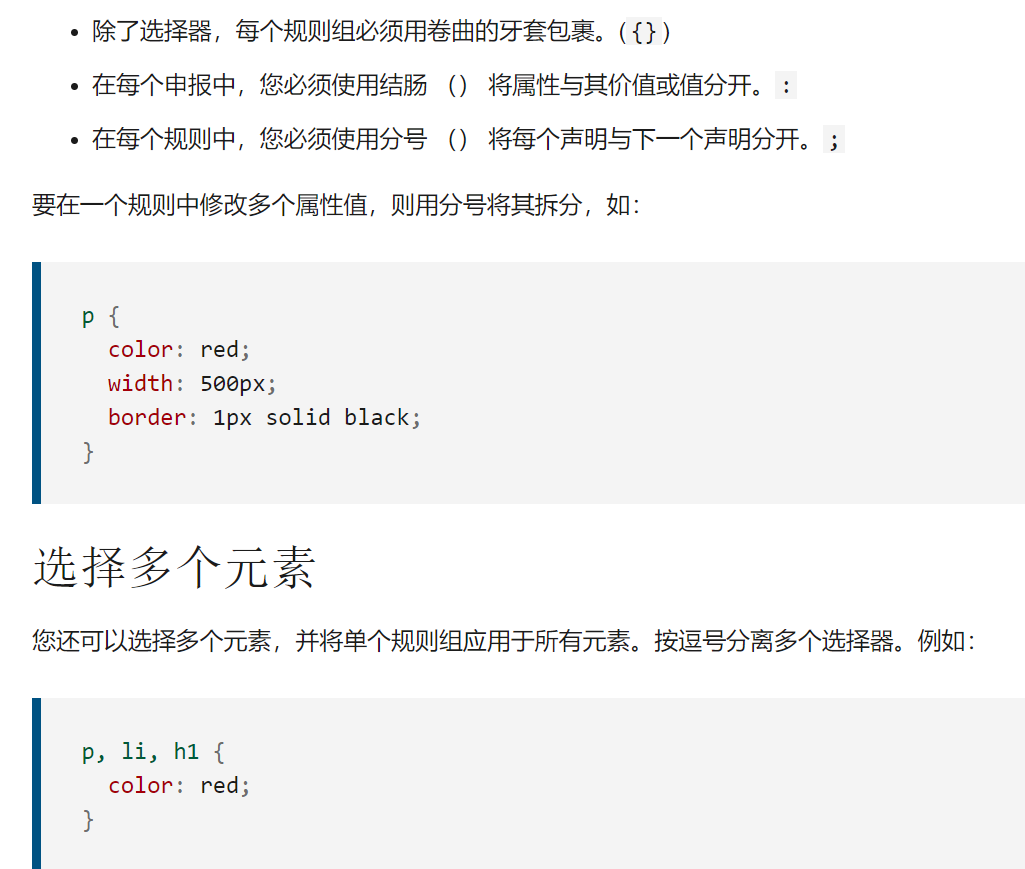 • 除了选择器，每个规则组必须用卷曲的牙套包裹。({})
• 在每个申报中，您必须使用结肠 （） 将属性与其价值或值分开。 :
• 在每个规则中，您必须使用分号 （） 将每个声明与下一个声明分开。 ;
要在一个规则中修改多个属性值，则用分号将其拆分，如：
p {
  color: red;
  width: 500px;
  border: 1px solid black;
}
选择多个元素
您还可以选择多个元素，并将单个规则组应用于所有元素。按逗号分离多个选择器。例如：
p, li, h1 {
  color: red;
}